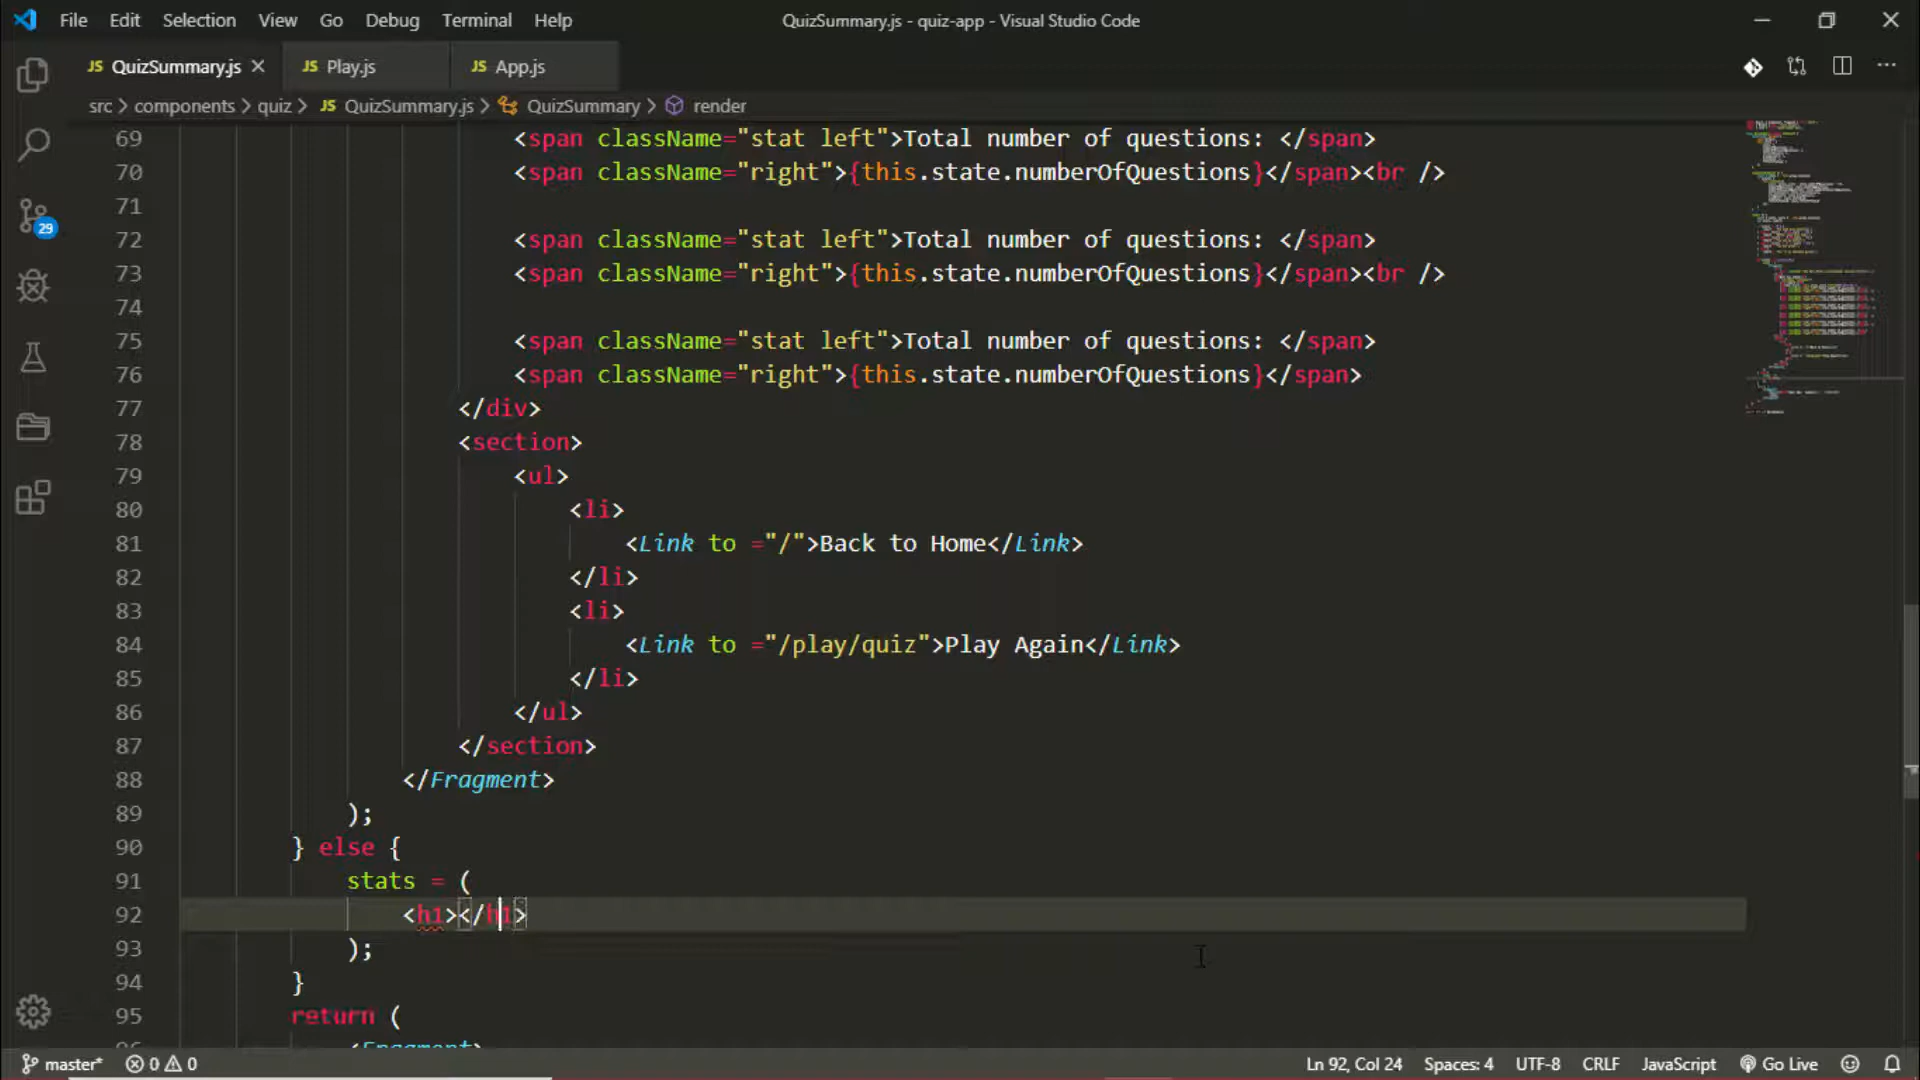 File Edit Selection View Go Debug Terminal Help QuizSummary.js - quiz-app - Visual Studio Code
JS QuizSummary.js JS Play.js JS App.js
src > components > quiz > JS QuizSummary.js > QuizSummary > render
69 <span className="stat left">Total number of questions: </span>
70 <span className="right">{this.state.numberOfQuestions}</span><br />
71
72 <span className="stat left">Total number of questions: </span>
73 <span className="right">{this.state.numberOfQuestions}</span><br />
74
75 <span className="stat left">Total number of questions: </span>
76 <span className="right">{this.state.numberOfQuestions}</span>
77 </div>
78 <section>
79 <ul>
80 <li>
81 <Link to ="/">Back to Home</Link>
82 </li>
83 <li>
84 <Link to ="/play/quiz">Play Again</Link>
85 </li>
86 </ul>
87 </section>
88 </Fragment>
89 );
90 } else {
91 stats = (
92 <h1></h1>
93 );
94 }
95 return (
96 <Fragment>
29
master* 0 0 Ln 92, Col 24 Spaces: 4 UTF-8 CRLF JavaScript Go Live